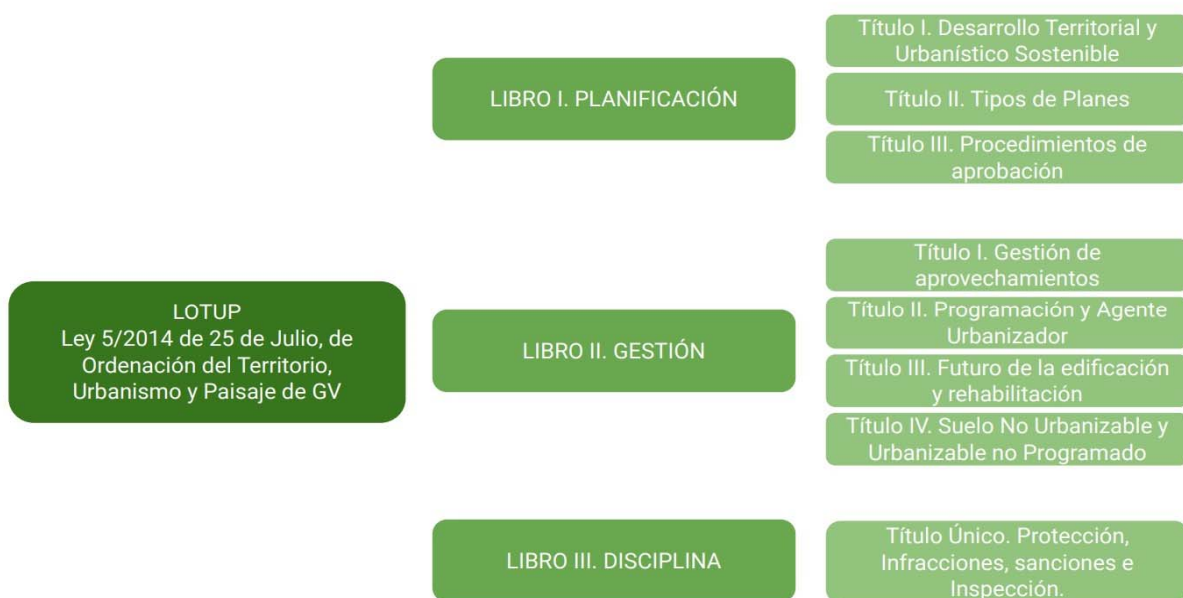 LOTUP
Ley 5/2014 de 25 de Julio, de
Ordenación del Territorio,
Urbanismo y Paisaje de GV
LIBRO I. PLANIFICACIÓN
Título I. Desarrollo Territorial y
Urbanístico Sostenible
Título II. Tipos de Planes
Título III. Procedimientos de
aprobación
LIBRO II. GESTIÓN
Título I. Gestión de
aprovechamientos
Título II. Programación y Agente
Urbanizador
Título III. Futuro de la edificación
y rehabilitación
Título IV. Suelo No Urbanizable y
Urbanizable no Programado
LIBRO III. DISCIPLINA
Título Único. Protección,
Infracciones, sanciones e
Inspección.